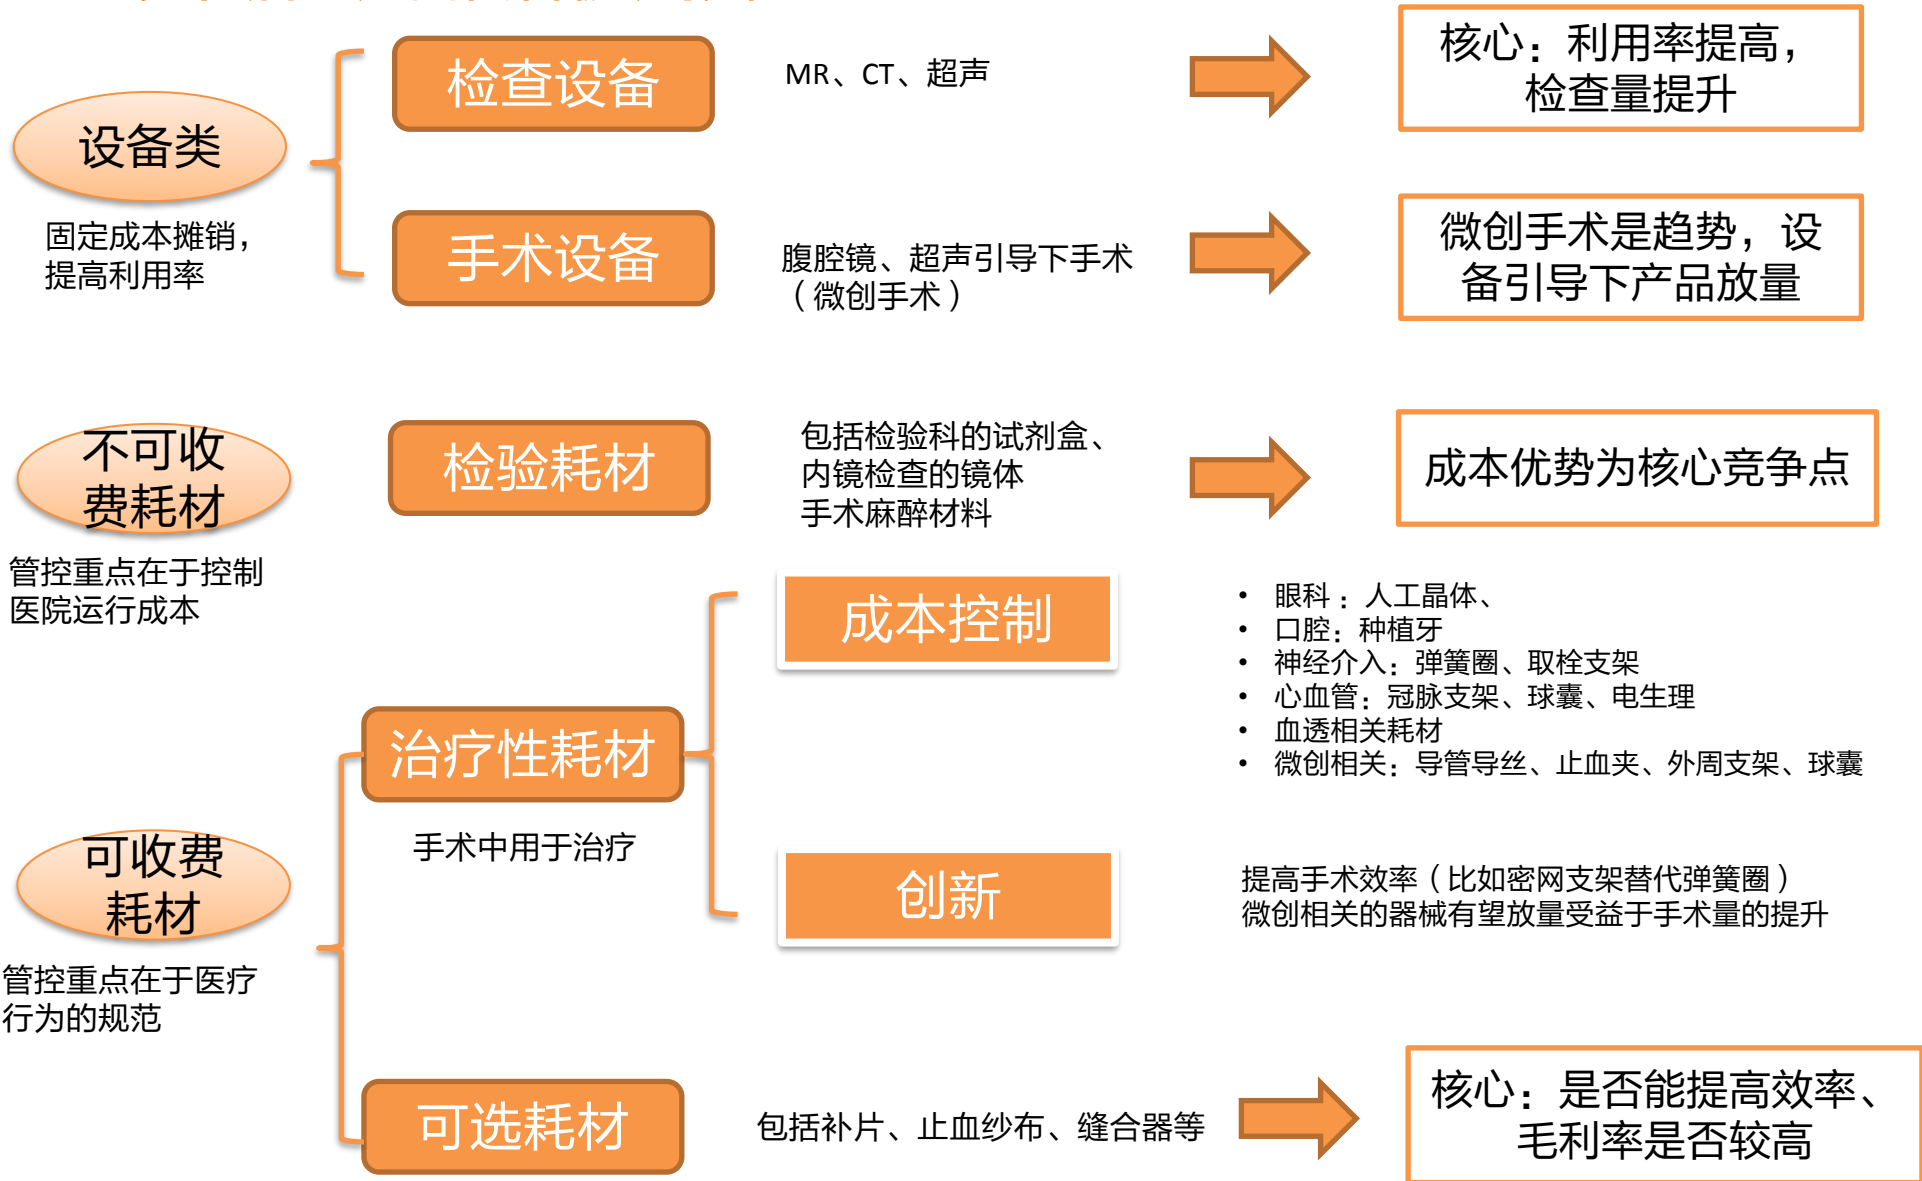 设备类
固定成本摊销，
提高利用率
检查设备
MR、CT、超声
核心：利用率提高，
检查量提升
手术设备
腹腔镜、超声引导下手术
（微创手术）
微创手术是趋势，设
备引导下产品放量
不可收
费耗材
管控重点在于控制
医院运行成本
检验耗材
包括检验科的试剂盒、
内镜检查的镜体
手术麻醉材料
成本优势为核心竞争点
可收费
耗材
管控重点在于医疗
行为的规范
治疗性耗材
手术中用于治疗
成本控制
• 眼科：人工晶体、
• 口腔：种植牙
• 神经介入：弹簧圈、取栓支架
• 心血管：冠脉支架、球囊、电生理
• 血透相关耗材
• 微创相关：导管导丝、止血夹、外周支架、球囊
创新
提高手术效率（比如密网支架替代弹簧圈）
微创相关的器械有望放量受益于手术量的提升
可选耗材
包括补片、止血纱布、缝合器等
核心：是否能提高效率、
毛利率是否较高